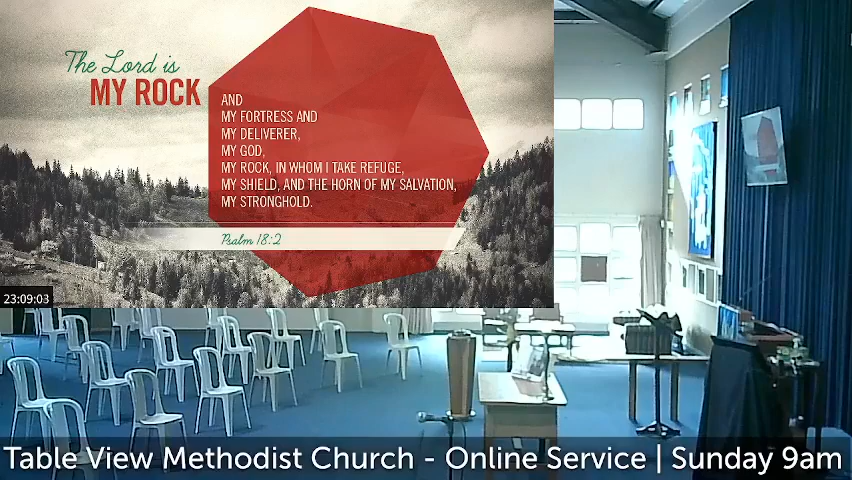 The Lord is
MY ROCK
AND
MY FORTRESS AND
MY DELIVERER,
MY GOD,
MY ROCK, IN WHOM I TAKE REFUGE,
MY SHIELD, AND THE HORN OF MY SALVATION,
MY STRONGHOLD.
Psalm 18:2
23:09:03
Table View Methodist Church - Online Service | Sunday 9am